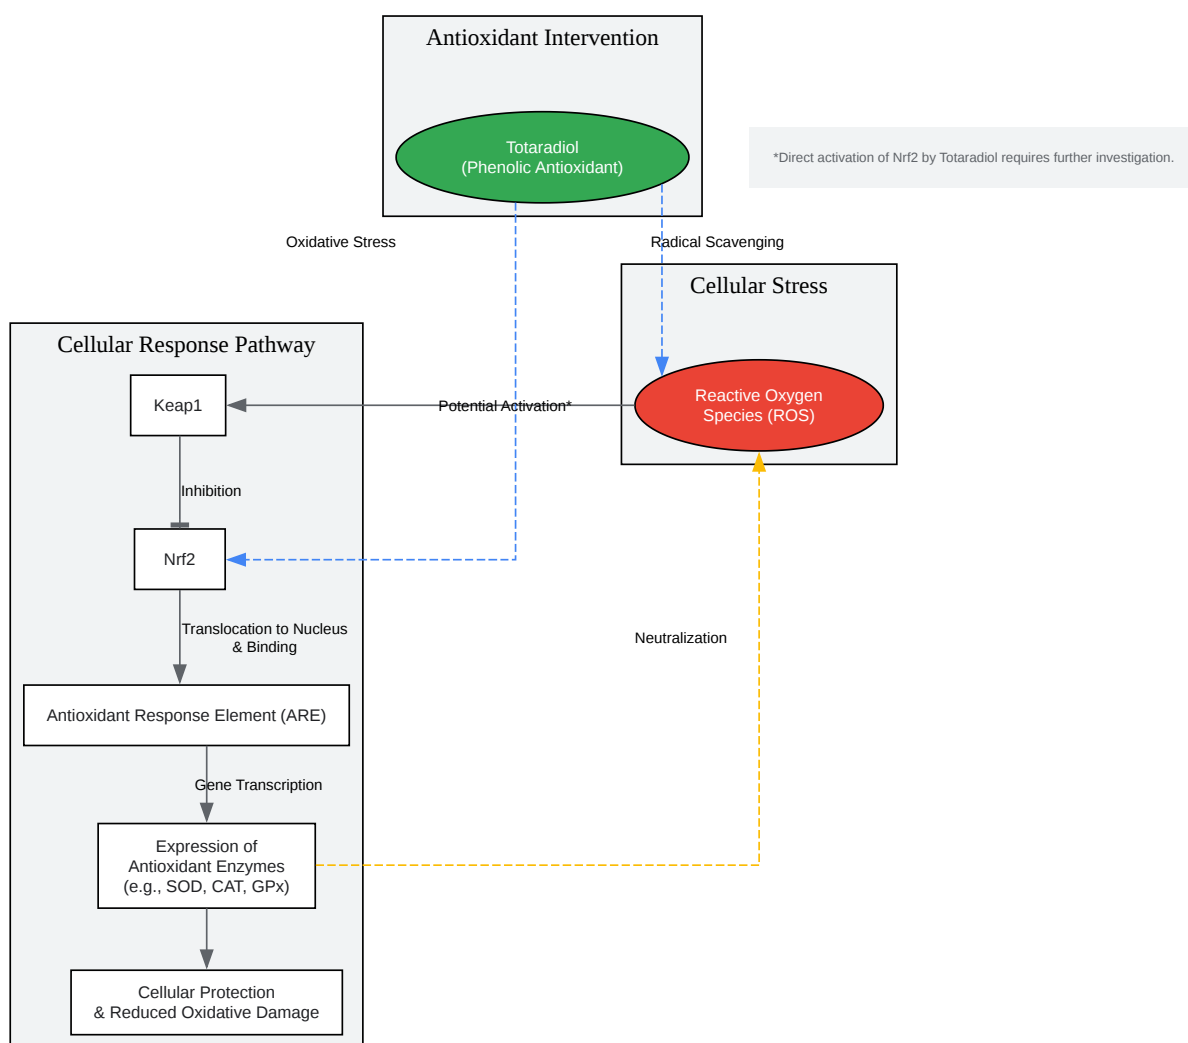 Antioxidant Intervention
Totaradiol
(Phenolic Antioxidant)
*Direct activation of Nrf2 by Totaradiol requires further investigation.
Oxidative Stress
Radical Scavenging
Cellular Stress
Reactive Oxygen
Species (ROS)
Cellular Response Pathway
Keap1
Potential Activation*
Inhibition
Nrf2
Translocation to Nucleus
& Binding
Neutralization
Antioxidant Response Element (ARE)
Gene Transcription
Expression of
Antioxidant Enzymes
(e.g., SOD, CAT, GPx)
Cellular Protection
& Reduced Oxidative Damage